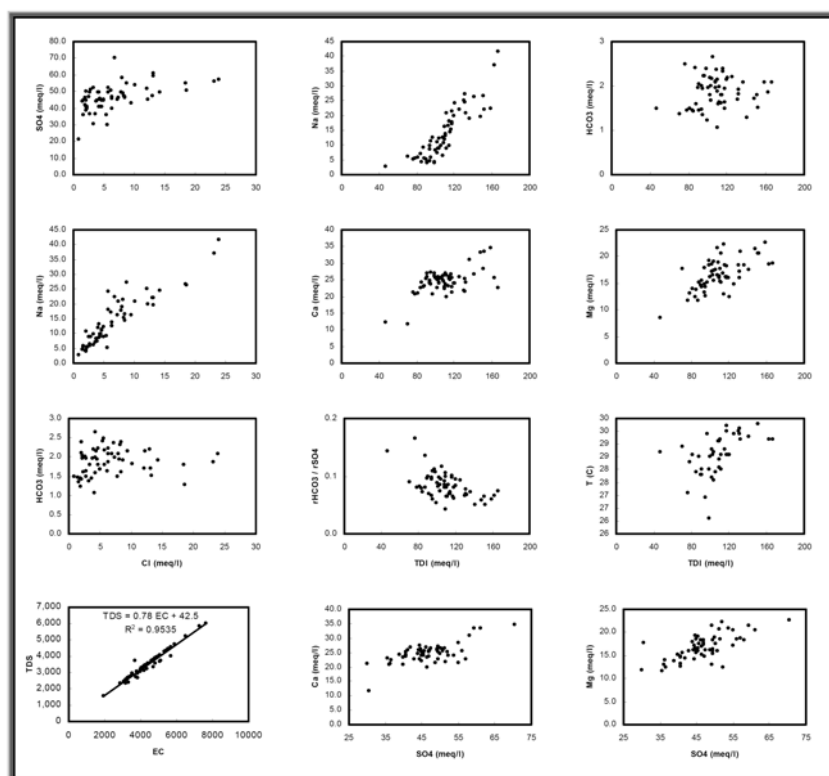 SO4 (meq/l)
80.0
70.0
60.0
50.0
40.0
30.0
20.0
10.0
0.0
0 5 10 15 20 25 30
Na (meq/l)
45
40
35
30
25
20
15
10
5
0
0 40 80 120 160 200
HCO3 (meq/l)
3
2
1
0
0 40 80 120 160 200
Na (meq/l)
45.0
40.0
35.0
30.0
25.0
20.0
15.0
10.0
5.0
0.0
0 5 10 15 20 25 30
Ca (meq/l)
40
35
30
25
20
15
10
5
0
0 40 80 120 160 200
Mg (meq/l)
25
20
15
10
5
0
0 40 80 120 160 200
HCO3 (meq/l)
3.0
2.5
2.0
1.5
1.0
0.5
0.0
0 5 10 15 20 25 30
Cl (meq/l)
rHCO3 / rSO4
0.2
0.1
0
0 40 80 120 160 200
TDI (meq/l)
T (C)
30
30
29
29
28
28
27
27
26
26
0 40 80 120 160 200
TDI (meq/l)
TDS
7,000
6,000
5,000
4,000
3,000
2,000
1,000
0
TDS = 0.78 EC + 42.5
R² = 0.9535
0 2000 4000 6000 8000 10000
EC
Ca (meq/l)
40.0
35.0
30.0
25.0
20.0
15.0
10.0
5.0
0.0
25 35 45 55 65 75
SO4 (meq/l)
Mg (meq/l)
25.0
20.0
15.0
10.0
5.0
0.0
25 35 45 55 65 75
SO4 (meq/l)